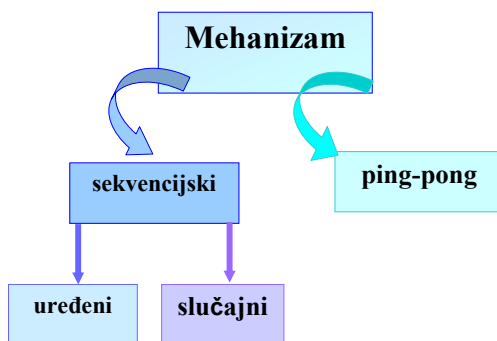 Mehanizam
sekvencijski
ping-pong
uređeni
slučajni